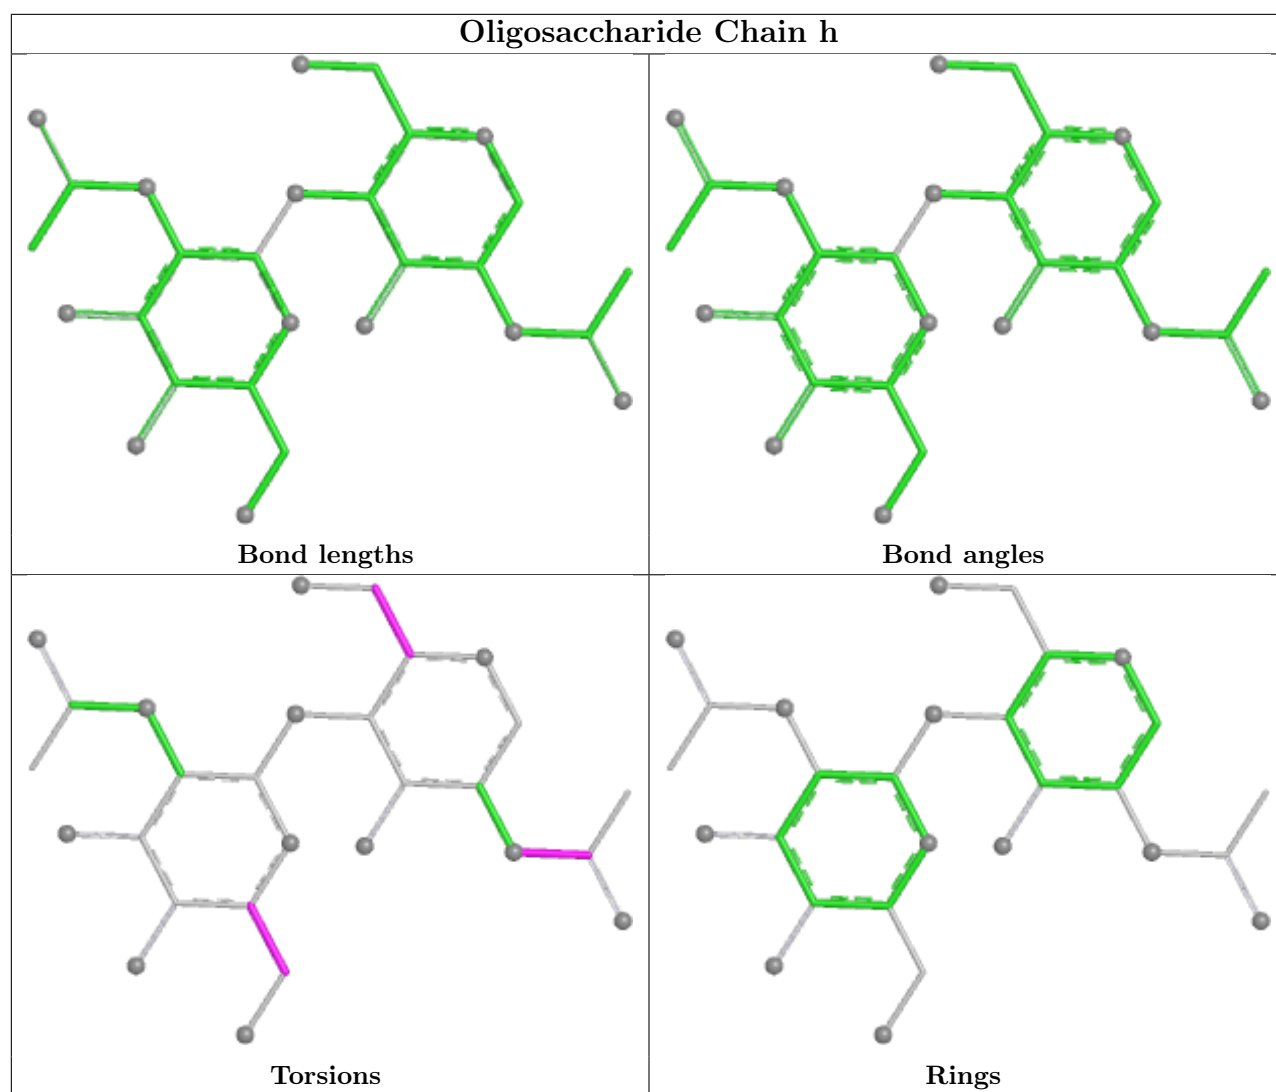 Oligosaccharide Chain h
Bond lengths
Bond angles
Torsions
Rings